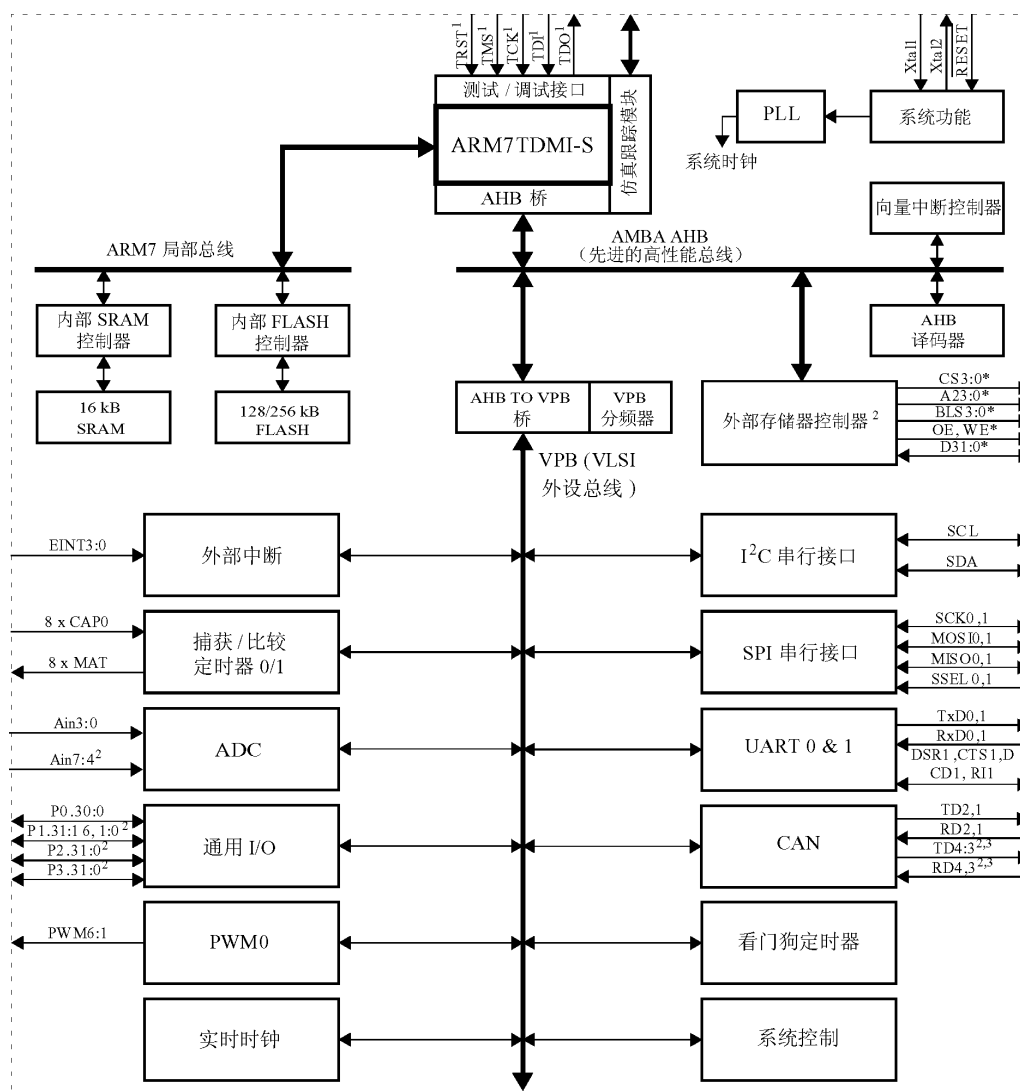 TRST¹
TMS¹
TCK¹
TDI¹
TDO¹
Xtal1
Xtal2
RESET
测试 / 调试接口
ARM7TDMI-S
AHB 桥
仿真跟踪模块
PLL
系统功能
系统时钟
向量中断控制器
ARM7 局部总线
AMBA AHB
（先进的高性能总线）
内部 SRAM
控制器
内部 FLASH
控制器
AHB
译码器
16 kB
SRAM
128/256 kB
FLASH
AHB TO VPB
桥
VPB
分频器
外部存储器控制器²
CS3:0*
A23:0*
BLS3:0*
OE, WE*
D31:0*
VPB (VLSI
外设总线 )
EINT3:0
外部中断
I²C 串行接口
SCL
SDA
8 x CAP0
8 x MAT
捕获 / 比较
定时器 0/1
SPI 串行接口
SCK0,1
MOSI0,1
MISO0,1
SSEL0,1
Ain3:0
Ain7:4²
ADC
UART 0 & 1
TxD0,1
RxD0,1
DSR1,CTS1,D
CD1, RI1
P0.30:0
P1.31:16, 1:0²
P2.31:0²
P3.31:0²
通用 I/O
CAN
TD2,1
RD2,1
TD4:3²,³
RD4,3²,³
PWM6:1
PWM0
看门狗定时器
实时时钟
系统控制